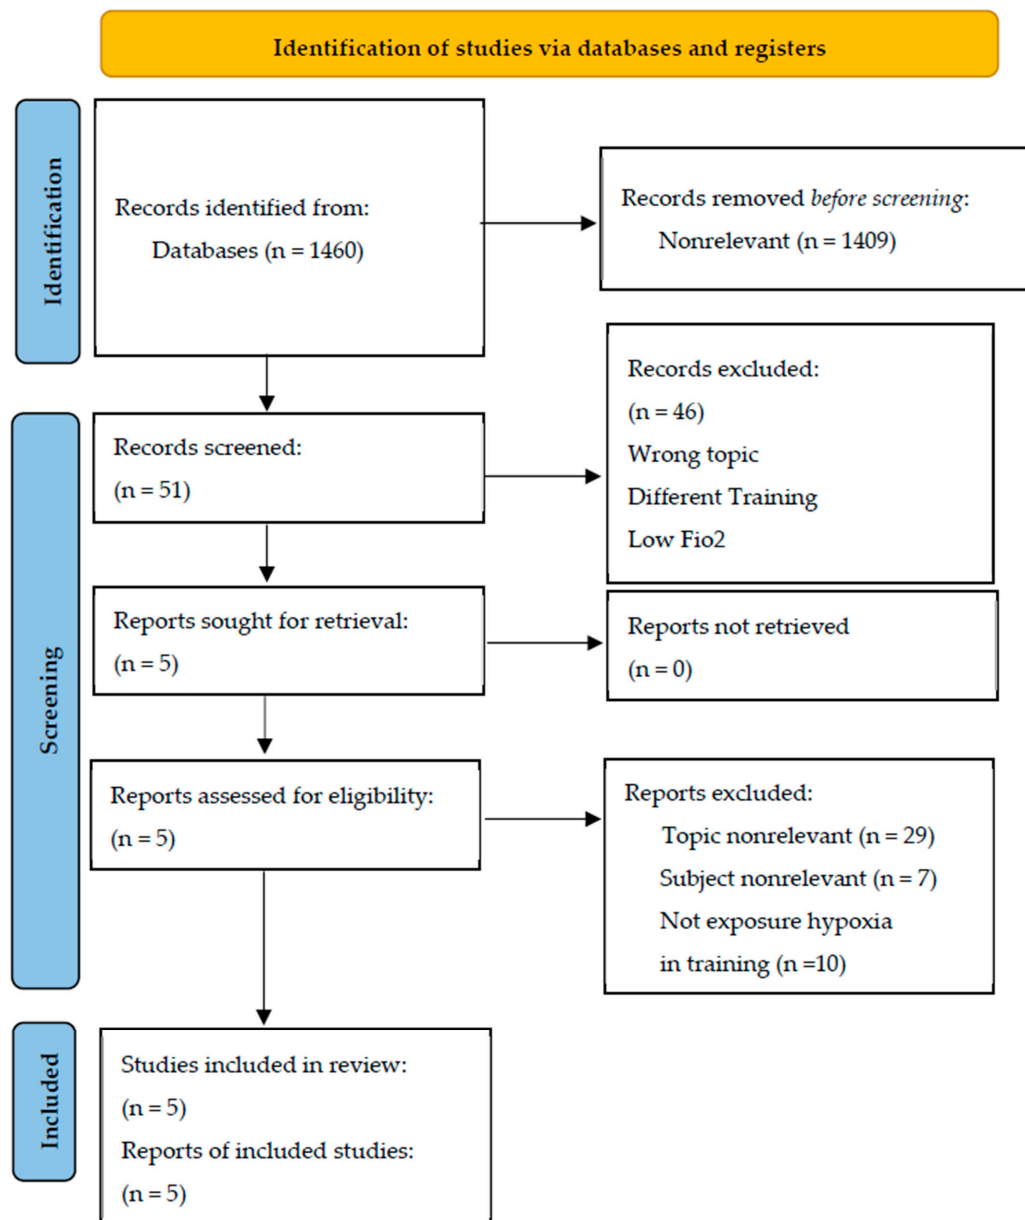 Identification of studies via databases and registers
Identification
Records identified from:
Databases (n = 1460)
Records removed before screening:
Nonrelevant (n = 1409)
Screening
Records screened:
(n = 51)
Records excluded:
(n = 46)
Wrong topic
Different Training
Low Fio2
Reports sought for retrieval:
(n = 5)
Reports not retrieved
(n = 0)
Reports assessed for eligibility:
(n = 5)
Reports excluded:
Topic nonrelevant (n = 29)
Subject nonrelevant (n = 7)
Not exposure hypoxia
in training (n =10)
Included
Studies included in review:
(n = 5)
Reports of included studies:
(n = 5)